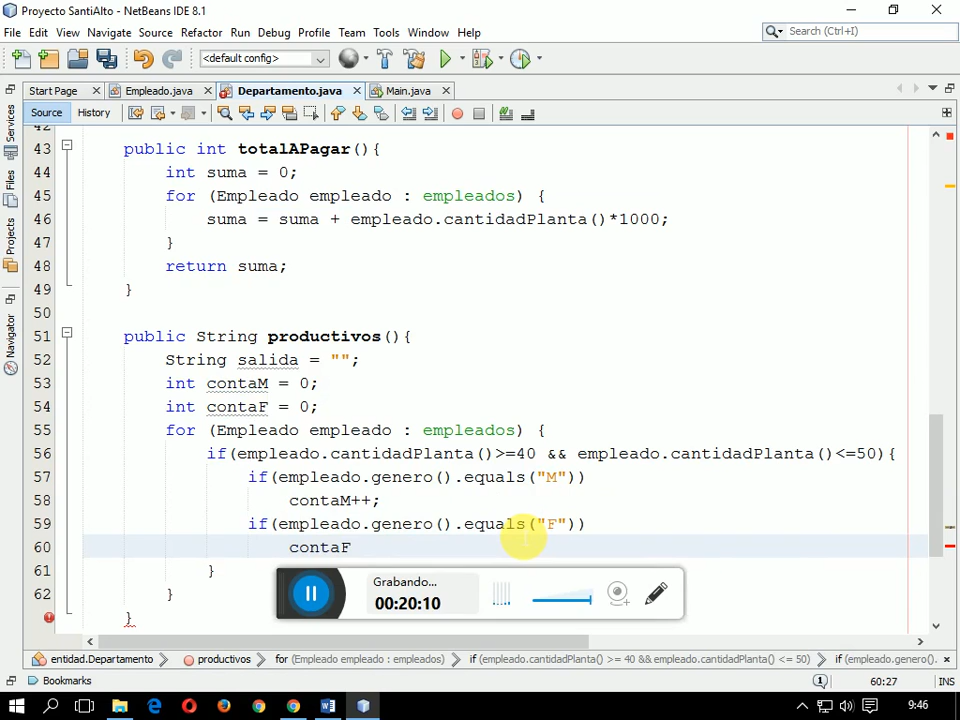 Proyecto SantiAlto - NetBeans IDE 8.1
File Edit View Navigate Source Refactor Run Debug Profile Team Tools Window Help
Search (Ctrl+I)
<default config>
Start Page Empleado.java Departamento.java Main.java
Source History
Services
Files
Projects
Navigator
43 public int totalAPagar(){
44 int suma = 0;
45 for (Empleado empleado : empleados) {
46 suma = suma + empleado.cantidadPlanta()*1000;
47 }
48 return suma;
49 }
50
51 public String productivos(){
52 String salida = "";
53 int contaM = 0;
54 int contaF = 0;
55 for (Empleado empleado : empleados) {
56 if(empleado.cantidadPlanta()>=40 && empleado.cantidadPlanta()<=50){
57 if(empleado.genero().equals("M"))
58 contaM++;
59 if(empleado.genero().equals("F"))
60 contaF
61 }
62 }
}
Grabando...
00:20:10
entidad.Departamento productivos for (Empleado empleado : empleados) if (empleado.cantidadPlanta() >= 40 && empleado.cantidadPlanta() <= 50) if (empleado.genero().
Bookmarks
1 60:27 INS
9:46